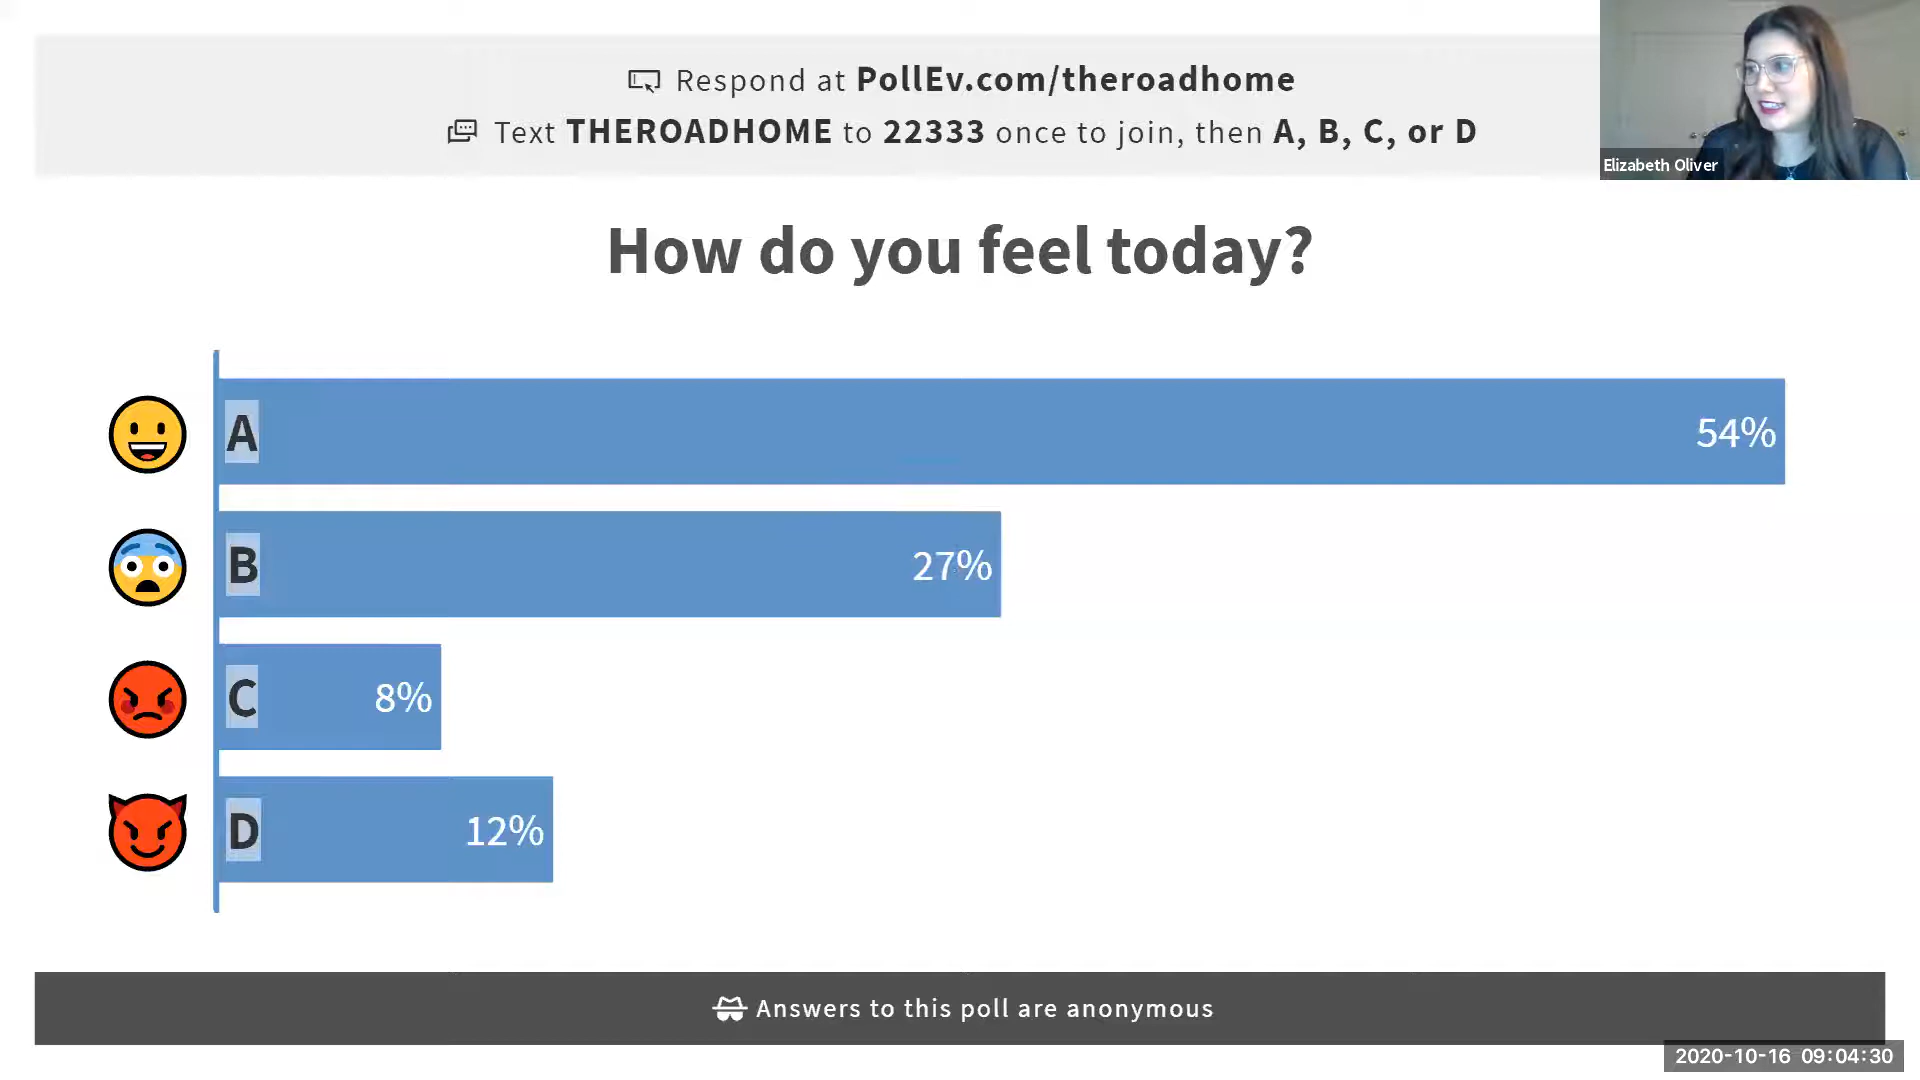 Respond at PollEv.com/theroadhome
Text THEROADHOME to 22333 once to join, then A, B, C, or D
Elizabeth Oliver
How do you feel today?
A 54%
B 27%
C 8%
D 12%
Answers to this poll are anonymous
2020-10-16 09:04:30